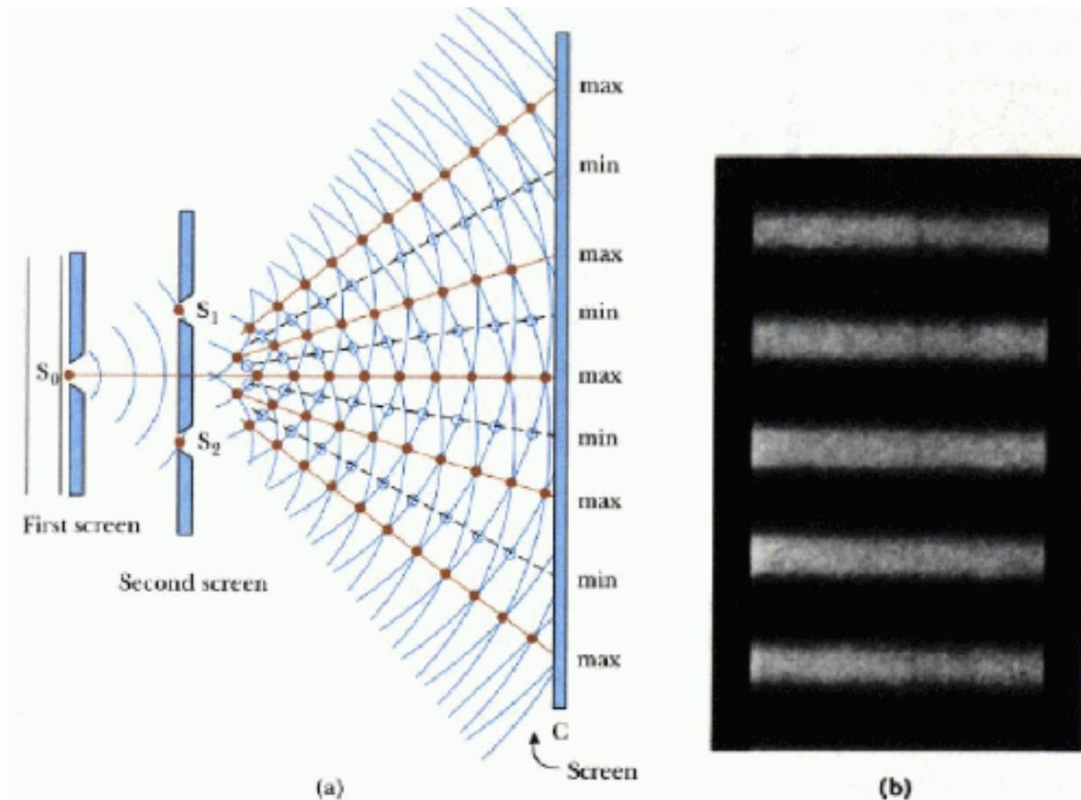 max
min
max
S1
min
S0
max
min
S2
max
First screen
min
Second screen
max
C
Screen
(a)
(b)